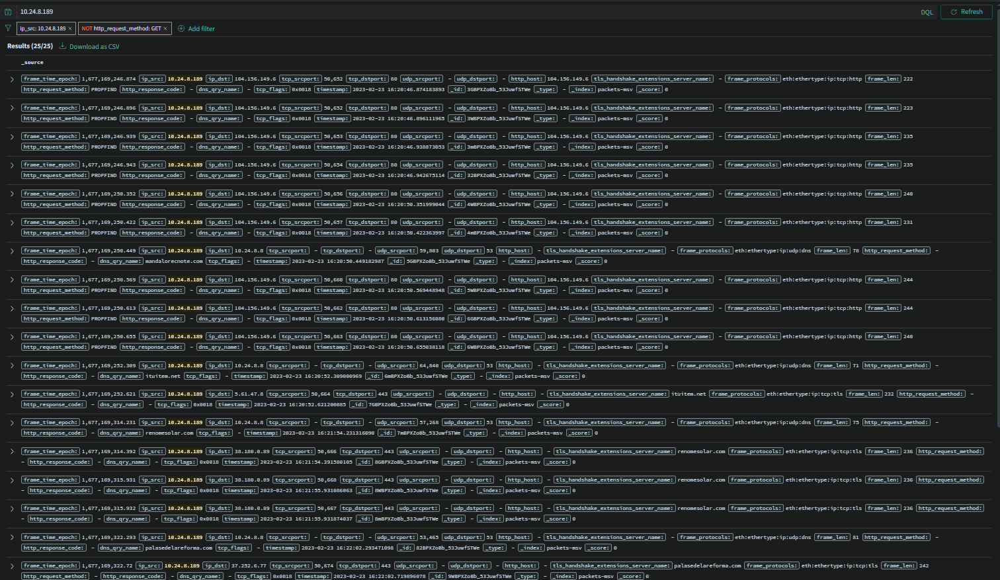 10.24.8.189
DQL
Refresh
ip_src: 10.24.8.189 × NOT http_request_method: GET × Add filter
Results (25/25) Download as CSV
_source
frame_time_epoch: 1,677,169,246.874 ip_src: 10.24.8.189 ip_dst: 104.156.149.6 tcp_srcport: 50,652 tcp_dstport: 80 udp_srcport: - udp_dstport: - http_host: 104.156.149.6 tls_handshake_extensions_server_name: - frame_protocols: eth:ethertype:ip:tcp:http frame_len: 222
http_request_method: PROPFIND http_response_code: - dns_qry_name: - tcp_flags: 0x0018 timestamp: 2023-02-23 16:20:46.874183893 _id: 3GBPXZoBb_53JuwfSTWe _type: - _index: packets-msv _score: 0
frame_time_epoch: 1,677,169,246.896 ip_src: 10.24.8.189 ip_dst: 104.156.149.6 tcp_srcport: 50,652 tcp_dstport: 80 udp_srcport: - udp_dstport: - http_host: 104.156.149.6 tls_handshake_extensions_server_name: - frame_protocols: eth:ethertype:ip:tcp:http frame_len: 223
http_request_method: PROPFIND http_response_code: - dns_qry_name: - tcp_flags: 0x0018 timestamp: 2023-02-23 16:20:46.896111965 _id: 3WBPXZoBb_53JuwfSTWe _type: - _index: packets-msv _score: 0
frame_time_epoch: 1,677,169,246.939 ip_src: 10.24.8.189 ip_dst: 104.156.149.6 tcp_srcport: 50,653 tcp_dstport: 80 udp_srcport: - udp_dstport: - http_host: 104.156.149.6 tls_handshake_extensions_server_name: - frame_protocols: eth:ethertype:ip:tcp:http frame_len: 235
http_request_method: PROPFIND http_response_code: - dns_qry_name: - tcp_flags: 0x0018 timestamp: 2023-02-23 16:20:46.938873053 _id: 3mBPXZoBb_53JuwfSTWe _type: - _index: packets-msv _score: 0
frame_time_epoch: 1,677,169,246.943 ip_src: 10.24.8.189 ip_dst: 104.156.149.6 tcp_srcport: 50,654 tcp_dstport: 80 udp_srcport: - udp_dstport: - http_host: 104.156.149.6 tls_handshake_extensions_server_name: - frame_protocols: eth:ethertype:ip:tcp:http frame_len: 235
http_request_method: PROPFIND http_response_code: - dns_qry_name: - tcp_flags: 0x0018 timestamp: 2023-02-23 16:20:46.942675114 _id: 32BPXZoBb_53JuwfSTWe _type: - _index: packets-msv _score: 0
frame_time_epoch: 1,677,169,250.352 ip_src: 10.24.8.189 ip_dst: 104.156.149.6 tcp_srcport: 50,656 tcp_dstport: 80 udp_srcport: - udp_dstport: - http_host: 104.156.149.6 tls_handshake_extensions_server_name: - frame_protocols: eth:ethertype:ip:tcp:http frame_len: 240
http_request_method: PROPFIND http_response_code: - dns_qry_name: - tcp_flags: 0x0018 timestamp: 2023-02-23 16:20:50.351999044 _id: 4WBPXZoBb_53JuwfSTWe _type: - _index: packets-msv _score: 0
frame_time_epoch: 1,677,169,250.422 ip_src: 10.24.8.189 ip_dst: 104.156.149.6 tcp_srcport: 50,657 tcp_dstport: 80 udp_srcport: - udp_dstport: - http_host: 104.156.149.6 tls_handshake_extensions_server_name: - frame_protocols: eth:ethertype:ip:tcp:http frame_len: 231
http_request_method: PROPFIND http_response_code: - dns_qry_name: - tcp_flags: 0x0018 timestamp: 2023-02-23 16:20:50.422363997 _id: 4mBPXZoBb_53JuwfSTWe _type: - _index: packets-msv _score: 0
frame_time_epoch: 1,677,169,250.449 ip_src: 10.24.8.189 ip_dst: 10.24.8.8 tcp_srcport: - tcp_dstport: - udp_srcport: 59,803 udp_dstport: 53 http_host: - tls_handshake_extensions_server_name: - frame_protocols: eth:ethertype:ip:udp:dns frame_len: 78 http_request_method: -
http_response_code: - dns_qry_name: mandalorecnote.com tcp_flags: - timestamp: 2023-02-23 16:20:50.449182987 _id: 5GBPXZoBb_53JuwfSTWe _type: - _index: packets-msv _score: 0
frame_time_epoch: 1,677,169,250.569 ip_src: 10.24.8.189 ip_dst: 104.156.149.6 tcp_srcport: 50,660 tcp_dstport: 80 udp_srcport: - udp_dstport: - http_host: 104.156.149.6 tls_handshake_extensions_server_name: - frame_protocols: eth:ethertype:ip:tcp:http frame_len: 244
http_request_method: PROPFIND http_response_code: - dns_qry_name: - tcp_flags: 0x0018 timestamp: 2023-02-23 16:20:50.569448948 _id: 5WBPXZoBb_53JuwfSTWe _type: - _index: packets-msv _score: 0
frame_time_epoch: 1,677,169,250.613 ip_src: 10.24.8.189 ip_dst: 104.156.149.6 tcp_srcport: 50,662 tcp_dstport: 80 udp_srcport: - udp_dstport: - http_host: 104.156.149.6 tls_handshake_extensions_server_name: - frame_protocols: eth:ethertype:ip:tcp:http frame_len: 244
http_request_method: PROPFIND http_response_code: - dns_qry_name: - tcp_flags: 0x0018 timestamp: 2023-02-23 16:20:50.613156080 _id: 6GBPXZoBb_53JuwfSTWe _type: - _index: packets-msv _score: 0
frame_time_epoch: 1,677,169,250.655 ip_src: 10.24.8.189 ip_dst: 104.156.149.6 tcp_srcport: 50,663 tcp_dstport: 80 udp_srcport: - udp_dstport: - http_host: 104.156.149.6 tls_handshake_extensions_server_name: - frame_protocols: eth:ethertype:ip:tcp:http frame_len: 240
http_request_method: PROPFIND http_response_code: - dns_qry_name: - tcp_flags: 0x0018 timestamp: 2023-02-23 16:20:50.655038118 _id: 6WBPXZoBb_53JuwfSTWe _type: - _index: packets-msv _score: 0
frame_time_epoch: 1,677,169,252.309 ip_src: 10.24.8.189 ip_dst: 10.24.8.8 tcp_srcport: - tcp_dstport: - udp_srcport: 64,840 udp_dstport: 53 http_host: - tls_handshake_extensions_server_name: - frame_protocols: eth:ethertype:ip:udp:dns frame_len: 71 http_request_method: -
http_response_code: - dns_qry_name: ituitem.net tcp_flags: - timestamp: 2023-02-23 16:20:52.309000969 _id: 6mBPXZoBb_53JuwfSTWe _type: - _index: packets-msv _score: 0
frame_time_epoch: 1,677,169,252.621 ip_src: 10.24.8.189 ip_dst: 5.61.47.8 tcp_srcport: 50,664 tcp_dstport: 443 udp_srcport: - udp_dstport: - http_host: - tls_handshake_extensions_server_name: ituitem.net frame_protocols: eth:ethertype:ip:tcp:tls frame_len: 232 http_request_method: -
http_response_code: - dns_qry_name: - tcp_flags: 0x0018 timestamp: 2023-02-23 16:20:52.621200085 _id: 7GBPXZoBb_53JuwfSTWe _type: - _index: packets-msv _score: 0
frame_time_epoch: 1,677,169,314.231 ip_src: 10.24.8.189 ip_dst: 10.24.8.8 tcp_srcport: - tcp_dstport: - udp_srcport: 57,268 udp_dstport: 53 http_host: - tls_handshake_extensions_server_name: - frame_protocols: eth:ethertype:ip:udp:dns frame_len: 75 http_request_method: -
http_response_code: - dns_qry_name: renomesolar.com tcp_flags: - timestamp: 2023-02-23 16:21:54.231316090 _id: 7mBPXZoBb_53JuwfSTWe _type: - _index: packets-msv _score: 0
frame_time_epoch: 1,677,169,314.392 ip_src: 10.24.8.189 ip_dst: 38.180.0.89 tcp_srcport: 50,666 tcp_dstport: 443 udp_srcport: - udp_dstport: - http_host: - tls_handshake_extensions_server_name: renomesolar.com frame_protocols: eth:ethertype:ip:tcp:tls frame_len: 236 http_request_method:
- http_response_code: - dns_qry_name: - tcp_flags: 0x0018 timestamp: 2023-02-23 16:21:54.391580105 _id: 8GBPXZoBb_53JuwfSTWe _type: - _index: packets-msv _score: 0
frame_time_epoch: 1,677,169,315.931 ip_src: 10.24.8.189 ip_dst: 38.180.0.89 tcp_srcport: 50,668 tcp_dstport: 443 udp_srcport: - udp_dstport: - http_host: - tls_handshake_extensions_server_name: renomesolar.com frame_protocols: eth:ethertype:ip:tcp:tls frame_len: 236 http_request_method:
- http_response_code: - dns_qry_name: - tcp_flags: 0x0018 timestamp: 2023-02-23 16:21:55.931086063 _id: 8WBPXZoBb_53JuwfSTWe _type: - _index: packets-msv _score: 0
frame_time_epoch: 1,677,169,315.932 ip_src: 10.24.8.189 ip_dst: 38.180.0.89 tcp_srcport: 50,667 tcp_dstport: 443 udp_srcport: - udp_dstport: - http_host: - tls_handshake_extensions_server_name: renomesolar.com frame_protocols: eth:ethertype:ip:tcp:tls frame_len: 236 http_request_method:
- http_response_code: - dns_qry_name: - tcp_flags: 0x0018 timestamp: 2023-02-23 16:21:55.931874037 _id: 8mBPXZoBb_53JuwfSTWe _type: - _index: packets-msv _score: 0
frame_time_epoch: 1,677,169,322.293 ip_src: 10.24.8.189 ip_dst: 10.24.8.8 tcp_srcport: - tcp_dstport: - udp_srcport: 53,465 udp_dstport: 53 http_host: - tls_handshake_extensions_server_name: - frame_protocols: eth:ethertype:ip:udp:dns frame_len: 81 http_request_method: -
http_response_code: - dns_qry_name: palasedelareforma.com tcp_flags: - timestamp: 2023-02-23 16:22:02.293471098 _id: 82BPXZoBb_53JuwfSTWe _type: - _index: packets-msv _score: 0
frame_time_epoch: 1,677,169,322.72 ip_src: 10.24.8.189 ip_dst: 37.252.6.77 tcp_srcport: 50,674 tcp_dstport: 443 udp_srcport: - udp_dstport: - http_host: - tls_handshake_extensions_server_name: palasedelareforma.com frame_protocols: eth:ethertype:ip:tcp:tls frame_len: 242
http_request_method: - http_response_code: - dns_qry_name: - tcp_flags: 0x0018 timestamp: 2023-02-23 16:22:02.719896078 _id: 9WBPXZoBb_53JuwfSTWe _type: - _index: packets-msv _score: 0